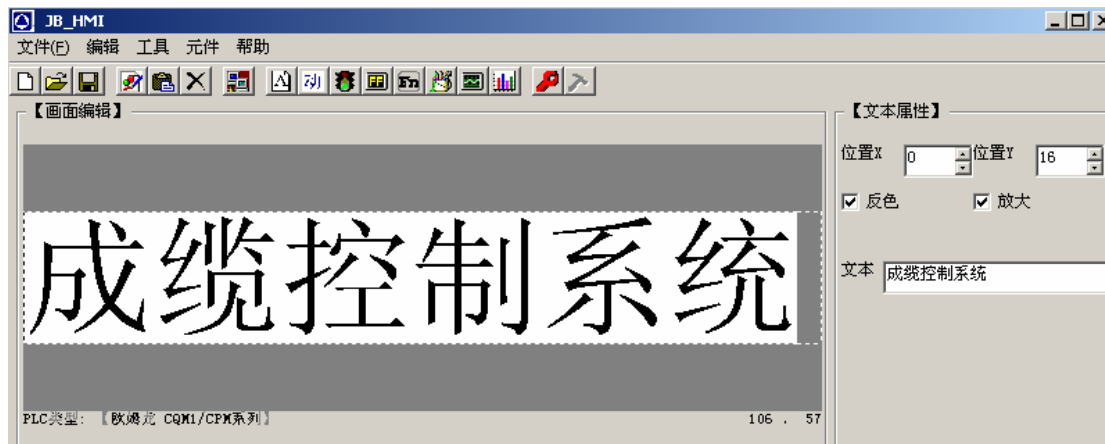 JB_HMI
文件(F) 编辑 工具 元件 帮助
A 动 Fn
【画面编辑】
【文本属性】
位置X 0 位置Y 16
反色 放大
成缆控制系统
文本 成缆控制系统
PLC类型: 【欧姆龙 CQM1/CPM系列】
106 . 57